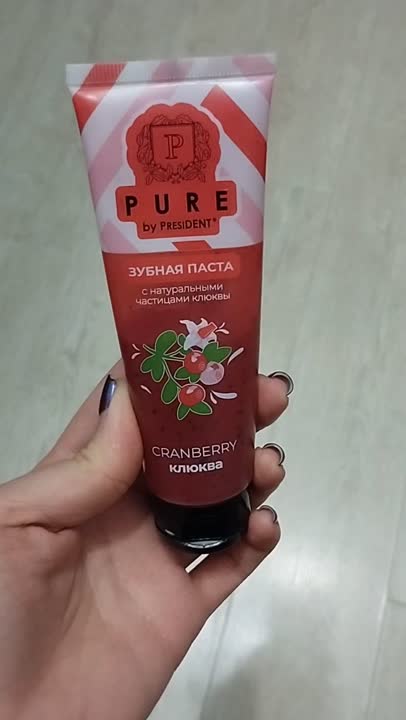 P
PURE
by PRESIDENT®
ЗУБНАЯ ПАСТА
с натуральными
частицами клюквы
CRANBERRY
клюква